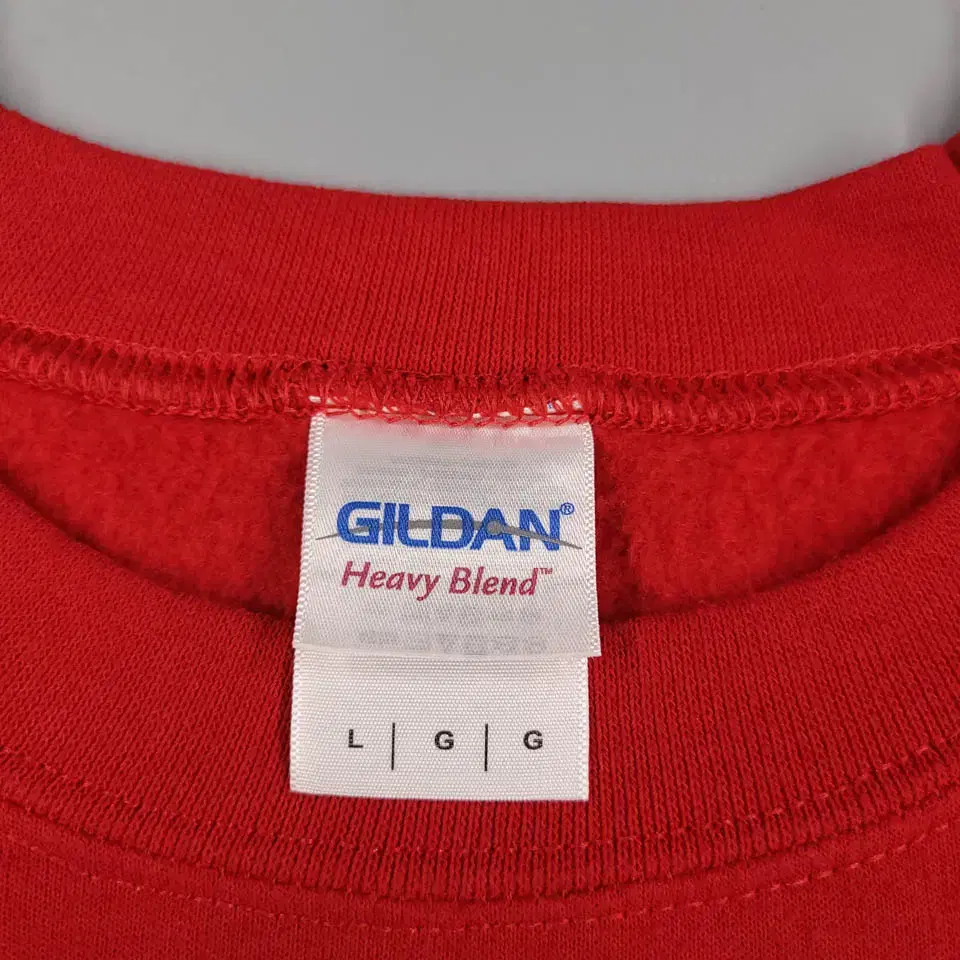 GILDAN®
Heavy Blend™
L | G | G